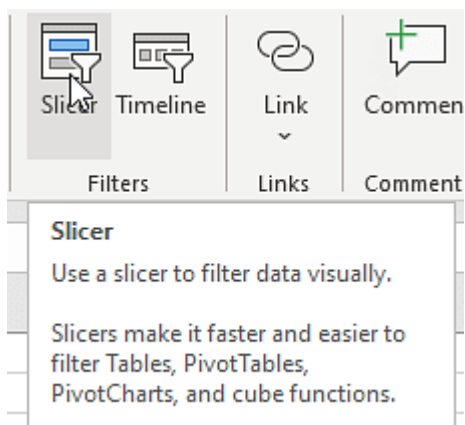 Slicer Timeline Link Commen
Filters Links Comment
Slicer
Use a slicer to filter data visually.
Slicers make it faster and easier to
filter Tables, PivotTables,
PivotCharts, and cube functions.